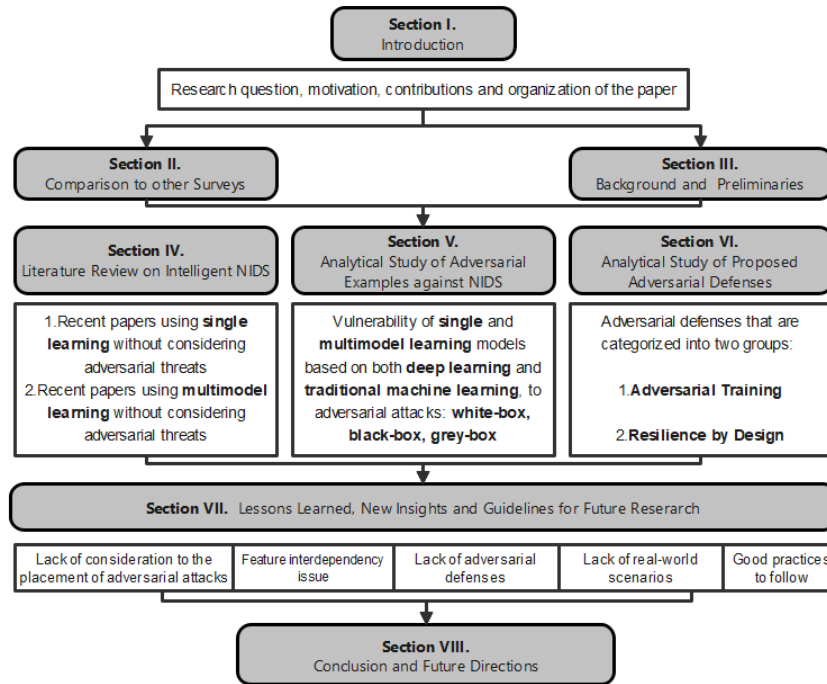 Section I.
Introduction
Research question, motivation, contributions and organization of the paper
Section II.
Comparison to other Surveys
Section III.
Background and Preliminaries
Section IV.
Literature Review on Intelligent NIDS
1.Recent papers using single
learning without considering
adversarial threats
2.Recent papers using multimodel
learning without considering
adversarial threats
Section V.
Analytical Study of Adversarial
Examples against NIDS
Vulnerability of single and
multimodel learning models
based on both deep learning and
traditional machine learning, to
adversarial attacks: white-box,
black-box, grey-box
Section VI.
Analytical Study of Proposed
Adversarial Defenses
Adversarial defenses that are
categorized into two groups:
1.Adversarial Training
2.Resilience by Design
Section VII. Lessons Learned, New Insights and Guidelines for Future Research
Lack of consideration to the
placement of adversarial attacks
Feature interdependency
issue
Lack of adversarial
defenses
Lack of real-world
scenarios
Good practices
to follow
Section VIII.
Conclusion and Future Directions